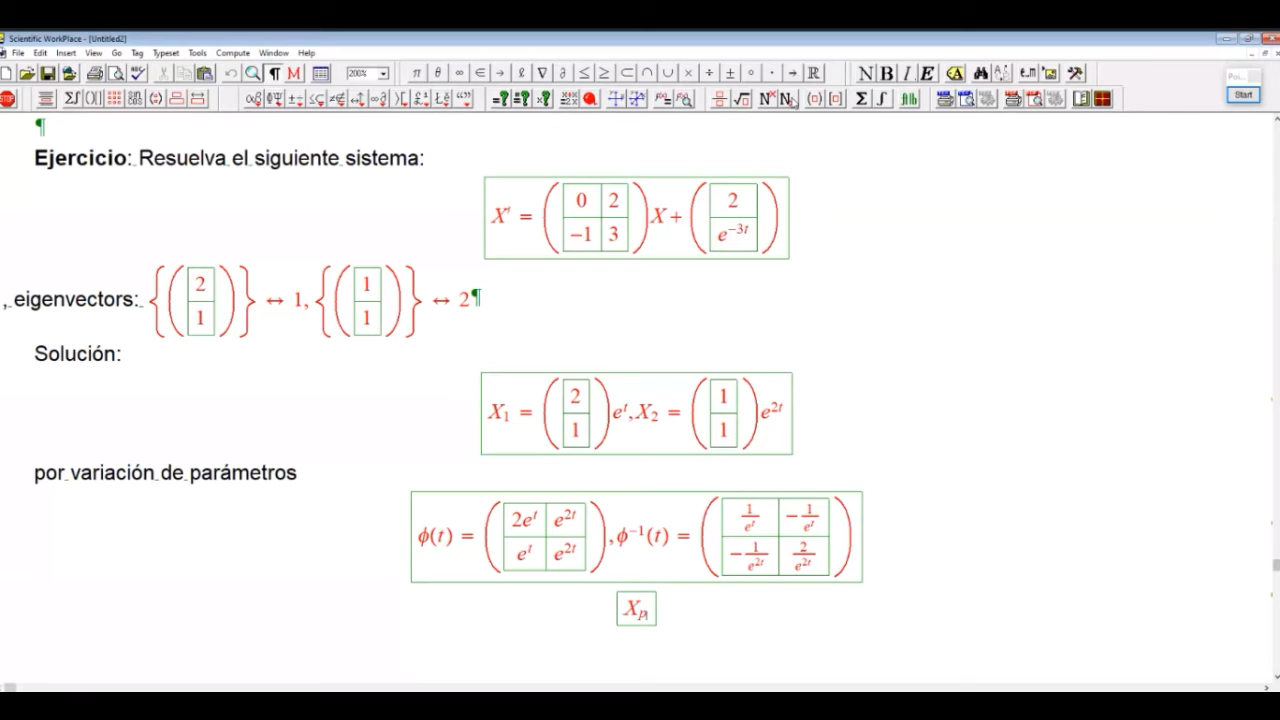 Scientific WorkPlace - [Untitled2]
File Edit Insert View Go Tag Typeset Tools Compute Window Help
200%
Start
¶
Ejercicio: Resuelva el siguiente sistema:
X' = ( 0 2 ; −1 3 ) X + ( 2 ; e^{−3t} )
, eigenvectors: { ( 2 ; 1 ) } ↔ 1, { ( 1 ; 1 ) } ↔ 2¶
Solución:
X₁ = ( 2 ; 1 ) e^t, X₂ = ( 1 ; 1 ) e^{2t}
por variación de parámetros
ϕ(t) = ( 2e^t e^{2t} ; e^t e^{2t} ), ϕ^{−1}(t) = ( 1/e^t −1/e^t ; −1/e^{2t} 2/e^{2t} )
X_p